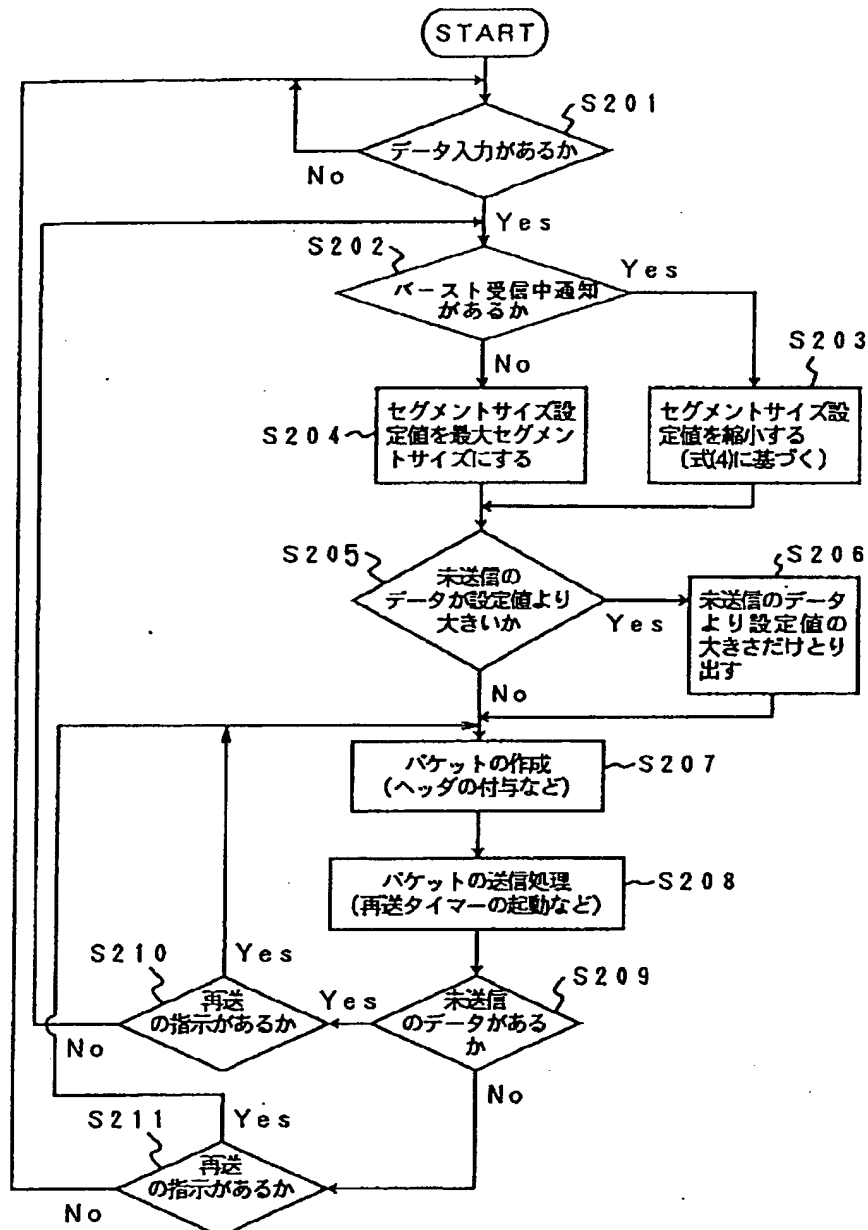 START
S201
データ入力があるか
No
Yes
S202
バースト受信中通知
があるか
Yes
No
S203
セグメントサイズ設
定値を縮小する
(式(4)に基づく)
S204
セグメントサイズ設
定値を最大セグメン
トサイズにする
S205
未送信の
データが設定値より
大きいか
Yes
No
S206
未送信のデータ
より設定値の
大きさだけとり
出す
パケットの作成
(ヘッダの付与など)
S207
パケットの送信処理
(再送タイマーの起動など)
S208
S209
未送信
のデータがある
か
Yes
No
S210
再送
の指示があるか
Yes
No
S211
再送
の指示があるか
Yes
No